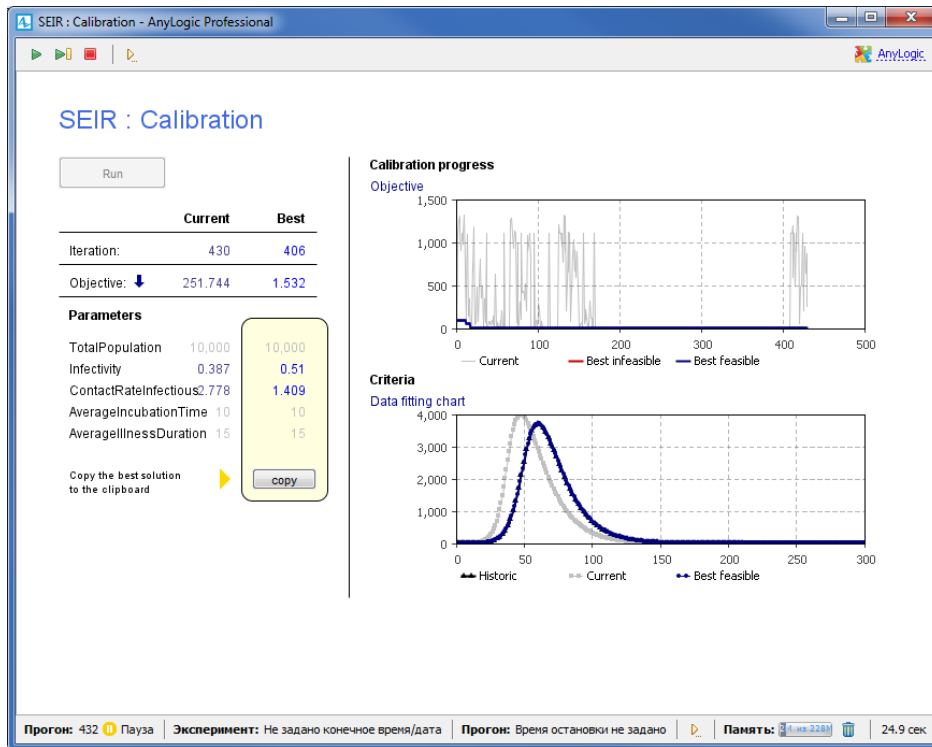 SEIR : Calibration - AnyLogic Professional
AnyLogic
SEIR : Calibration
Run
Current Best
Iteration: 430 406
Objective: 251.744 1.532
Parameters
TotalPopulation 10,000 10,000
Infectivity 0.387 0.51
ContactRateInfectious 2.778 1.409
AverageIncubationTime 10 10
AverageIllnessDuration 15 15
Copy the best solution
to the clipboard
copy
Calibration progress
Objective
1,500
1,000
500
0
0 100 200 300 400 500
Current Best infeasible Best feasible
Criteria
Data fitting chart
4,000
3,000
2,000
1,000
0
0 50 100 150 200 250 300
Historic Current Best feasible
Прогон: 432 Пауза Эксперимент: Не задано конечное время/дата Прогон: Время остановки не задано Память: из 228M 24.9 сек